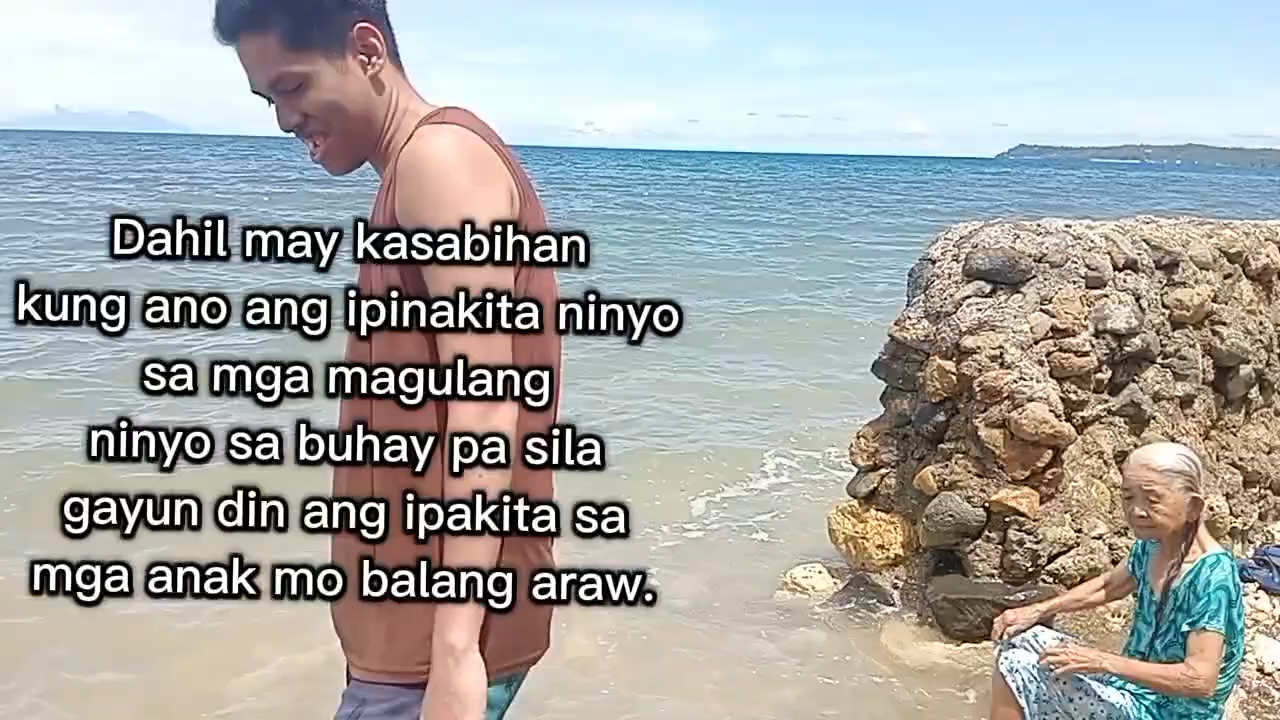 Dahil may kasabihan
kung ano ang ipinakita ninyo
sa mga magulang
ninyo sa buhay pa sila
gayun din ang ipakita sa
mga anak mo balang araw.